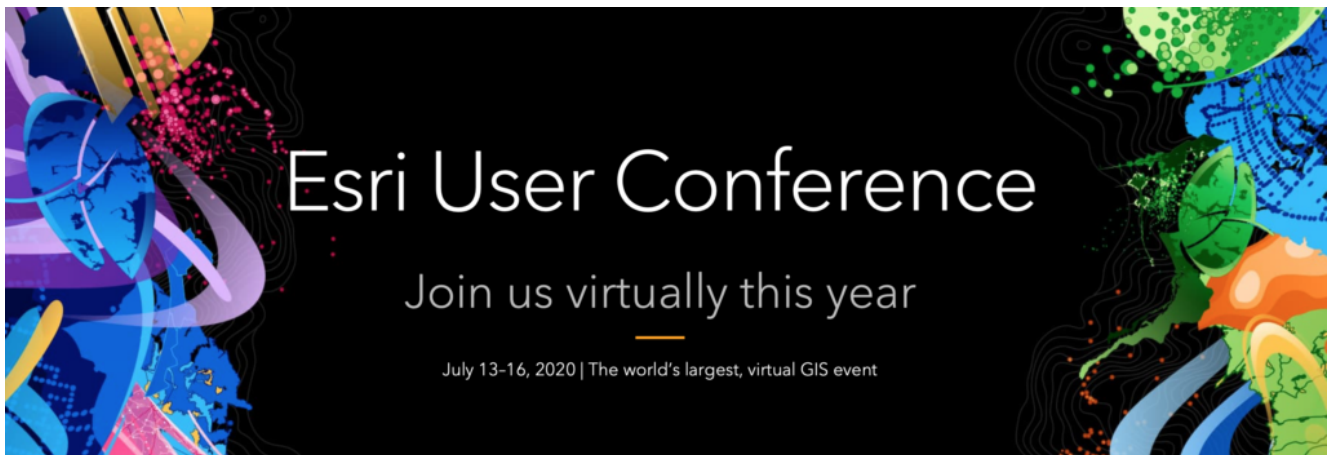 Esri User Conference
Join us virtually this year
July 13–16, 2020 | The world's largest, virtual GIS event